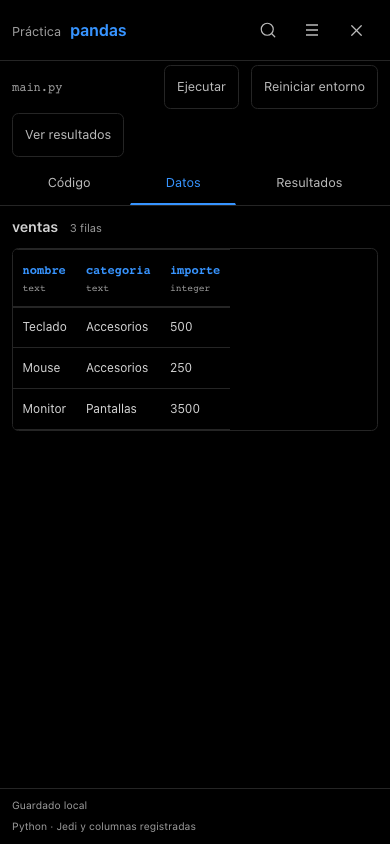 Práctica pandas
main.py Ejecutar Reiniciar entorno
Ver resultados
Código Datos Resultados
ventas 3 filas
nombre categoria importe
text text integer
Teclado Accesorios 500
Mouse Accesorios 250
Monitor Pantallas 3500
Guardado local
Python · Jedi y columnas registradas